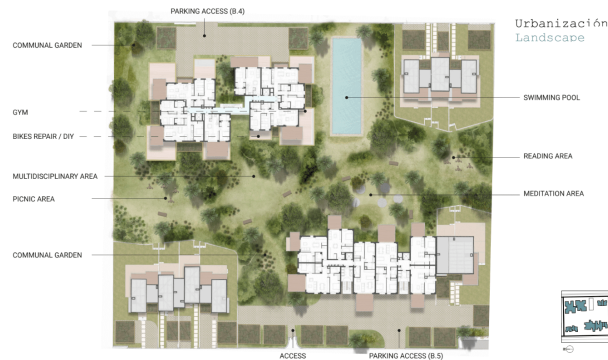 PARKING ACCESS (B.4)
Urbanización
Landscape
COMMUNAL GARDEN
SWIMMING POOL
GYM
BIKES REPAIR / DIY
READING AREA
MULTIDISCIPLINARY AREA
MEDITATION AREA
PICNIC AREA
COMMUNAL GARDEN
ACCESS
PARKING ACCESS (B.5)